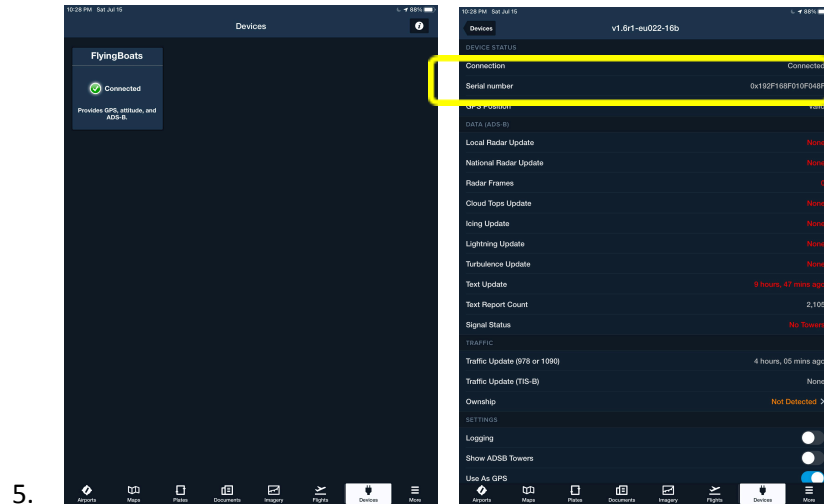 10:28 PM Sat Jul 15
88%
Devices
FlyingBoats
Connected
Provides GPS, attitude, and
ADS-B.
Airports Maps Plates Documents Imagery Flights Devices More
10:28 PM Sat Jul 15
88%
Devices
v1.6r1-eu022-16b
DEVICE STATUS
Connection Connected
Serial number 0x192F168F010F048F
GPS Position Valid
DATA (ADS-B)
Local Radar Update None
National Radar Update None
Radar Frames 0
Cloud Tops Update None
Icing Update None
Lightning Update None
Turbulence Update None
Text Update 9 hours, 47 mins ago
Text Report Count 2,105
Signal Status No Towers
TRAFFIC
Traffic Update (978 or 1090) 4 hours, 05 mins ago
Traffic Update (TIS-B) None
Ownship Not Detected >
SETTINGS
Logging
Show ADSB Towers
Use As GPS
Airports Maps Plates Documents Imagery Flights Devices More
5.